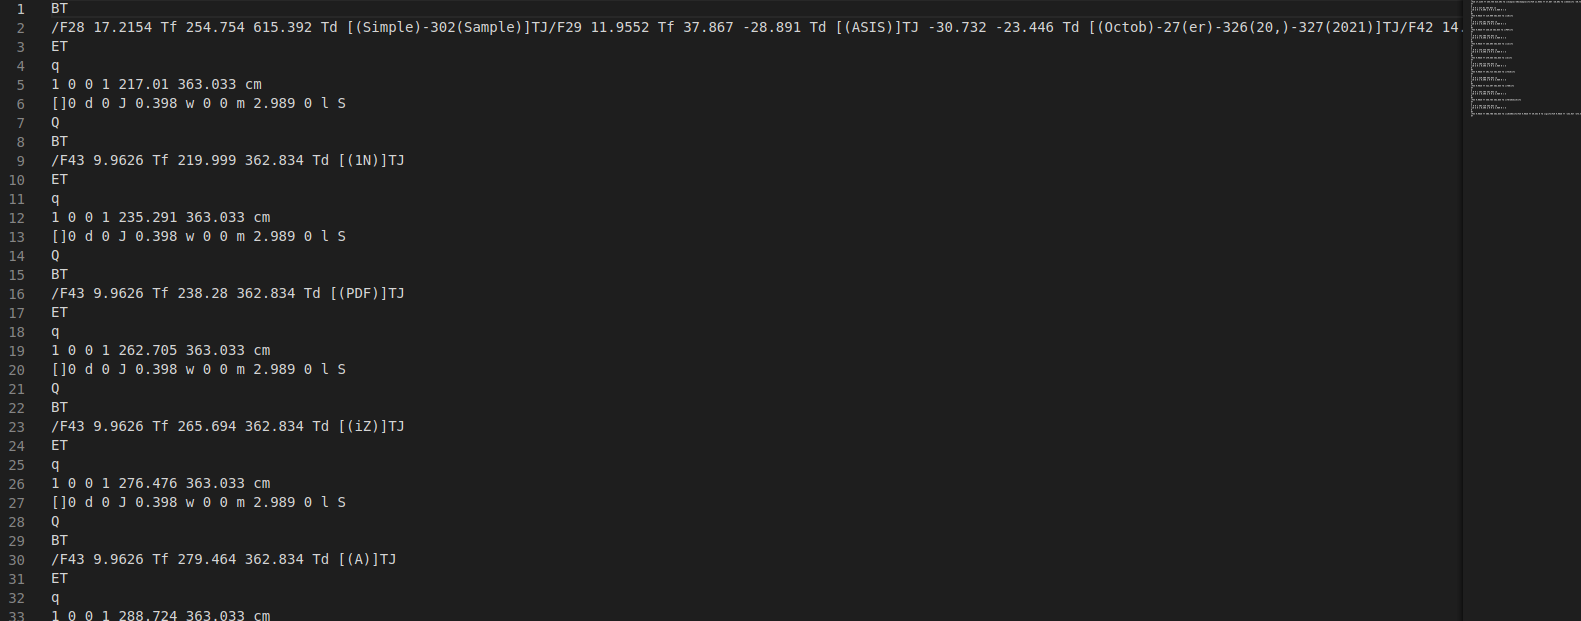 1 BT
2 /F28 17.2154 Tf 254.754 615.392 Td [(Simple)-302(Sample)]TJ/F29 11.9552 Tf 37.867 -28.891 Td [(ASIS)]TJ -30.732 -23.446 Td [(Octob)-27(er)-326(20,)-327(2021)]TJ/F42 14.
3 ET
4 q
5 1 0 0 1 217.01 363.033 cm
6 []0 d 0 J 0.398 w 0 0 m 2.989 0 l S
7 Q
8 BT
9 /F43 9.9626 Tf 219.999 362.834 Td [(1N)]TJ
10 ET
11 q
12 1 0 0 1 235.291 363.033 cm
13 []0 d 0 J 0.398 w 0 0 m 2.989 0 l S
14 Q
15 BT
16 /F43 9.9626 Tf 238.28 362.834 Td [(PDF)]TJ
17 ET
18 q
19 1 0 0 1 262.705 363.033 cm
20 []0 d 0 J 0.398 w 0 0 m 2.989 0 l S
21 Q
22 BT
23 /F43 9.9626 Tf 265.694 362.834 Td [(iZ)]TJ
24 ET
25 q
26 1 0 0 1 276.476 363.033 cm
27 []0 d 0 J 0.398 w 0 0 m 2.989 0 l S
28 Q
29 BT
30 /F43 9.9626 Tf 279.464 362.834 Td [(A)]TJ
31 ET
32 q
33 1 0 0 1 288.724 363.033 cm